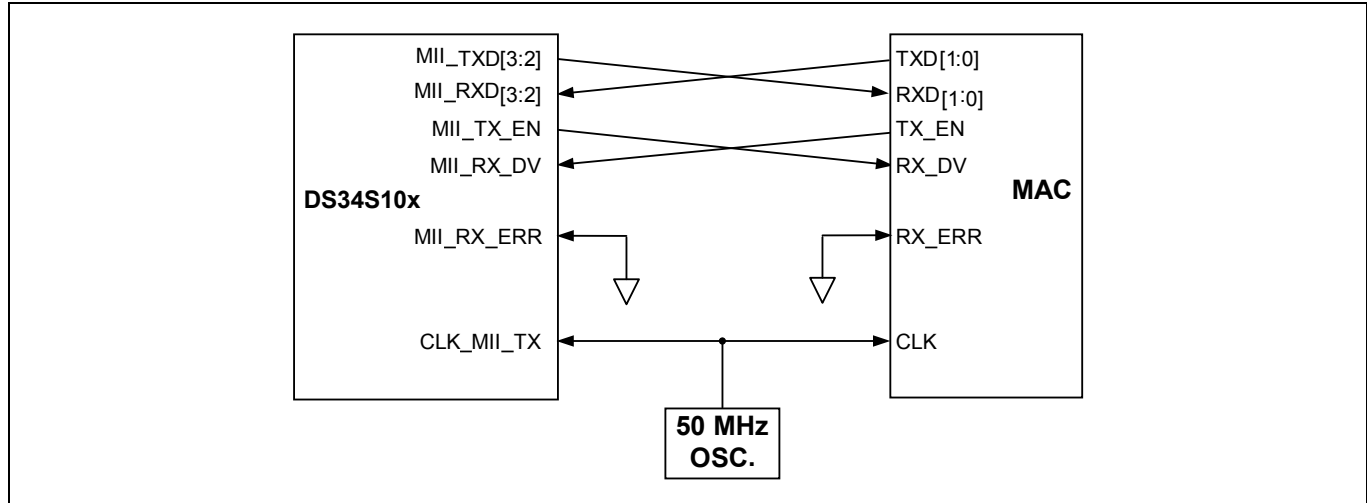 MII_TXD[3:2]
MII_RXD[3:2]
MII_TX_EN
MII_RX_DV
DS34S10x
MII_RX_ERR
CLK_MII_TX
TXD[1:0]
RXD[1:0]
TX_EN
RX_DV
MAC
RX_ERR
CLK
50 MHz
OSC.